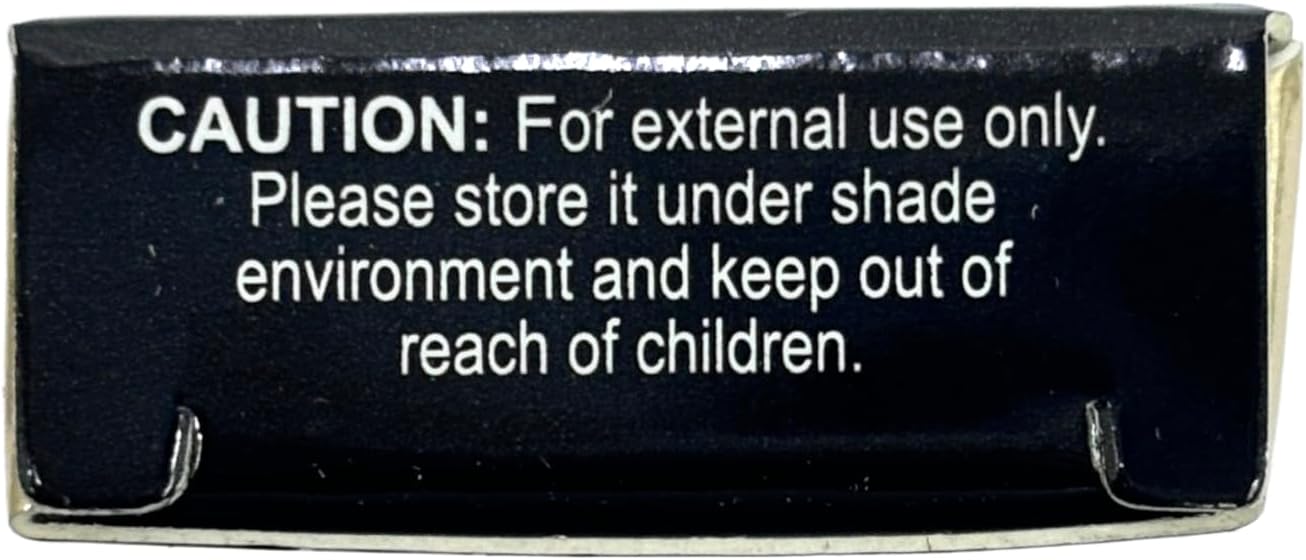 CAUTION: For external use only.
Please store it under shade
environment and keep out of
reach of children.